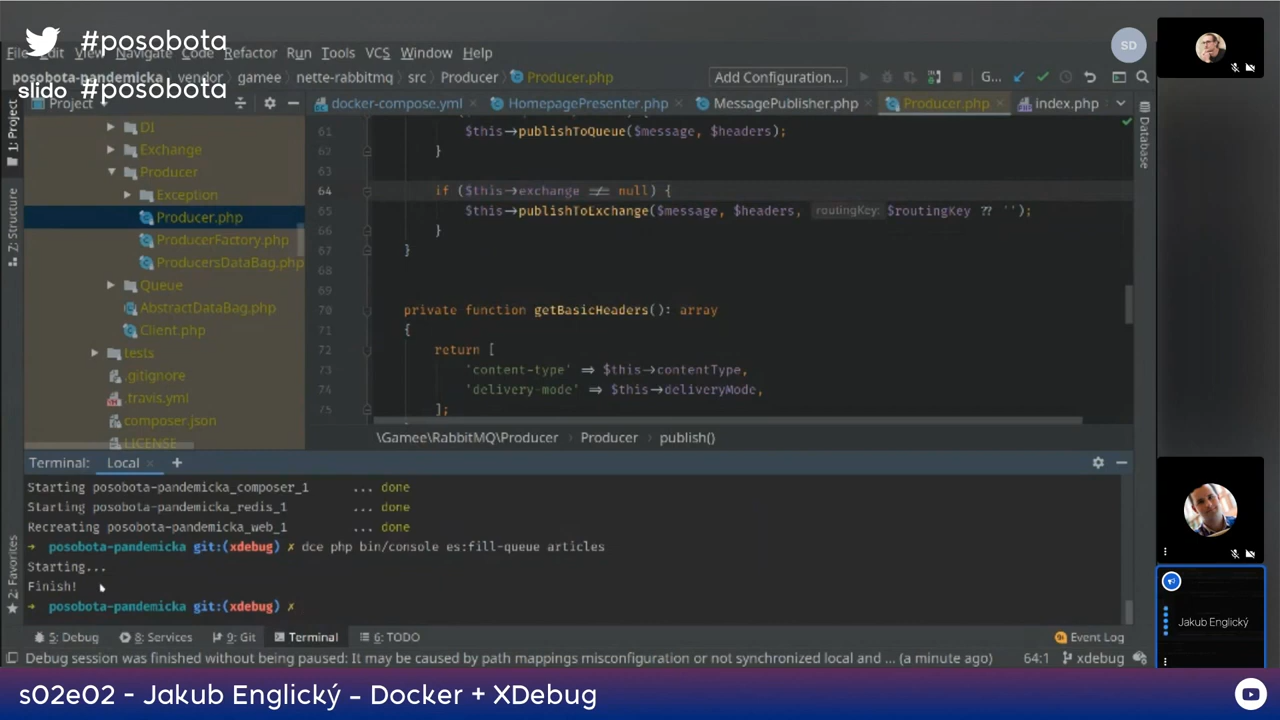 #posobota
slido #posobota
File Edit View Navigate Code Refactor Run Tools VCS Window Help
posobota-pandemicka vendor gamee nette-rabbitmq src Producer Producer.php
Add Configuration... G...
SD
1: Project
Project
docker-compose.yml HomepagePresenter.php MessagePublisher.php Producer.php index.php
Database
DI
Exchange
Producer
Exception
Producer.php
ProducerFactory.php
ProducersDataBag.php
Queue
AbstractDataBag.php
Client.php
tests
.gitignore
.travis.yml
composer.json
LICENSE
Z: Structure
2: Favorites
61 $this→publishToQueue($message, $headers);
62 }
63
64 if ($this→exchange ≠ null) {
65 $this→publishToExchange($message, $headers, routingKey: $routingKey ?? '');
66 }
67 }
68
69
70 private function getBasicHeaders(): array
71 {
72 return [
73 'content-type' ⇒ $this→contentType,
74 'delivery-mode' ⇒ $this→deliveryMode,
75 ];
\Gamee\RabbitMQ\Producer Producer publish()
Terminal: Local +
Starting posobota-pandemicka_composer_1 ... done
Starting posobota-pandemicka_redis_1 ... done
Recreating posobota-pandemicka_web_1 ... done
→ posobota-pandemicka git:(xdebug) ✗ dce php bin/console es:fill-queue articles
Starting...
Finish!
→ posobota-pandemicka git:(xdebug) ✗
5: Debug 8: Services 9: Git Terminal 6: TODO Event Log
Debug session was finished without being paused: It may be caused by path mappings misconfiguration or not synchronized local and ... (a minute ago) 64:1 xdebug
Jakub Englický
s02e02 - Jakub Englický – Docker + XDebug